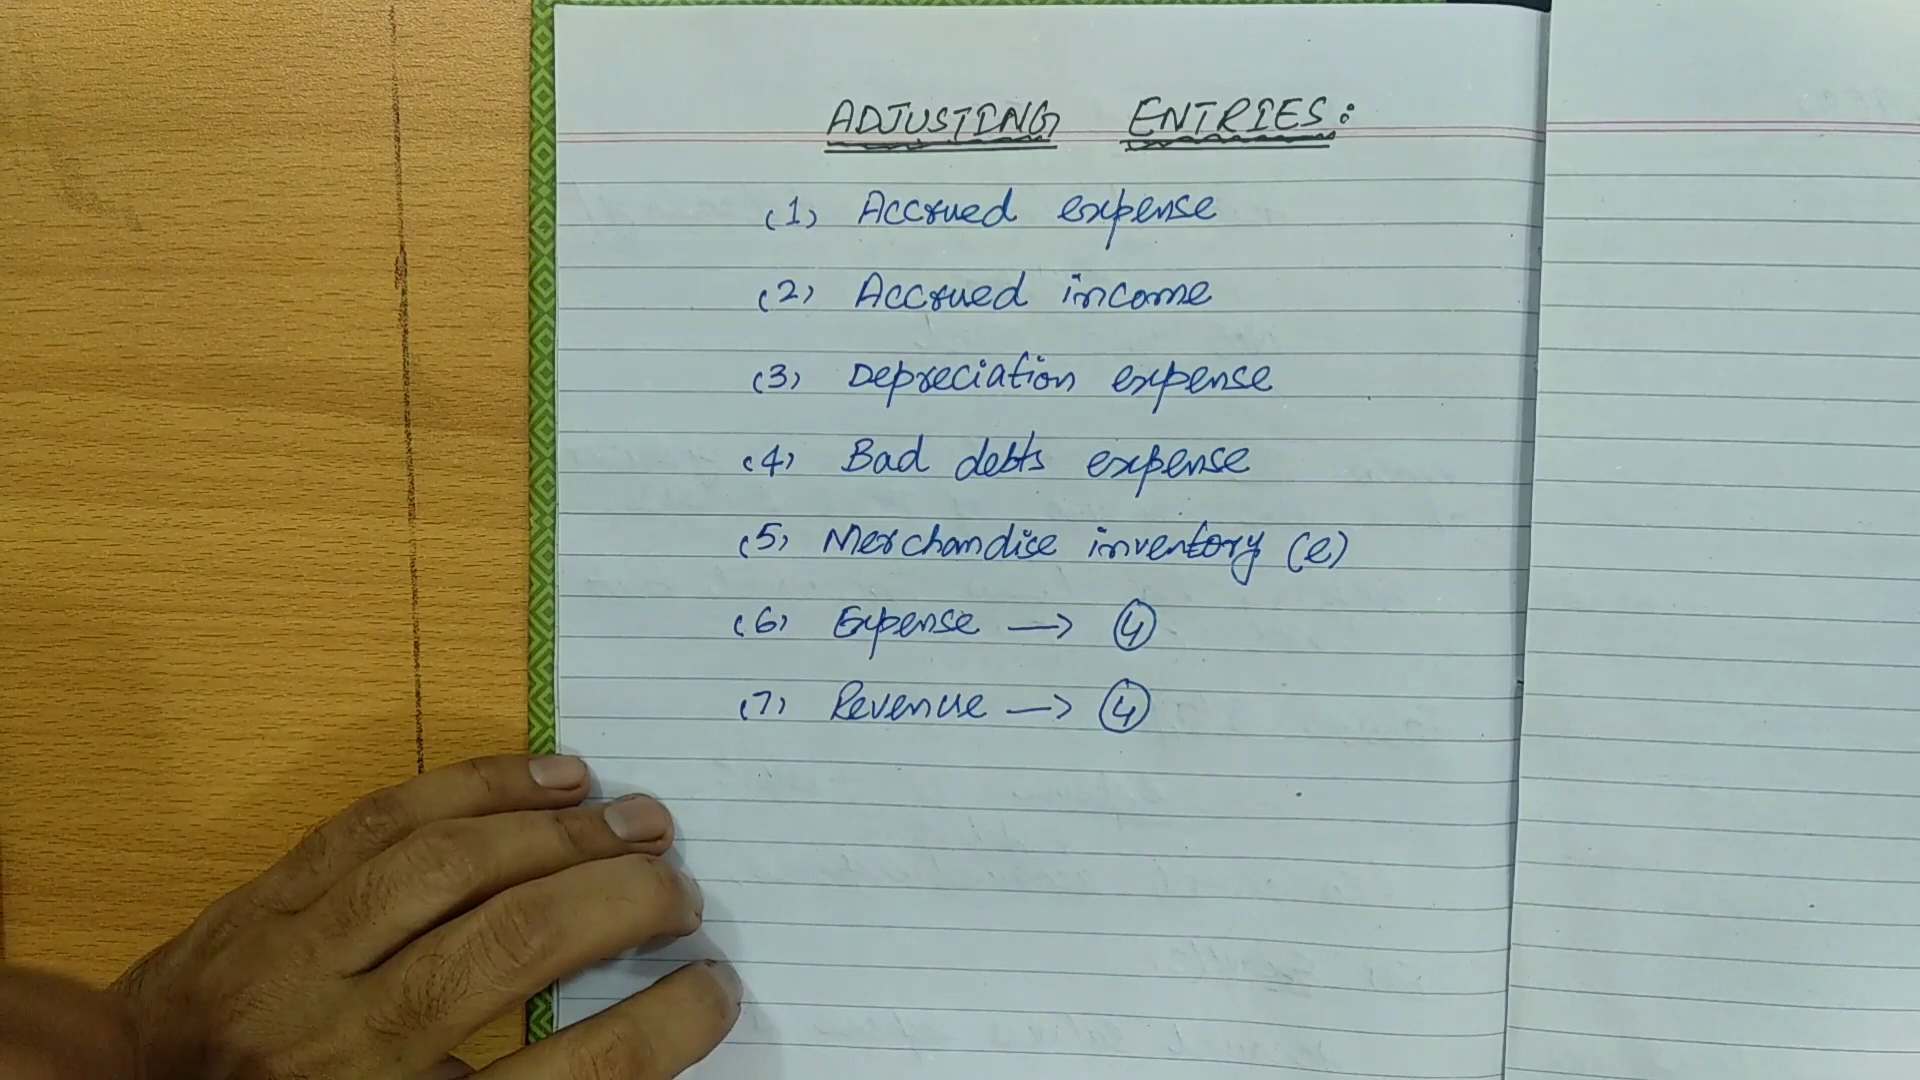 ADJUSTING ENTRIES:
(1) Accrued expense
(2) Accrued income
(3) Depreciation expense
(4) Bad debts expense
(5) Merchandise inventory (e)
(6) Expense → ④
(7) Revenue → ④